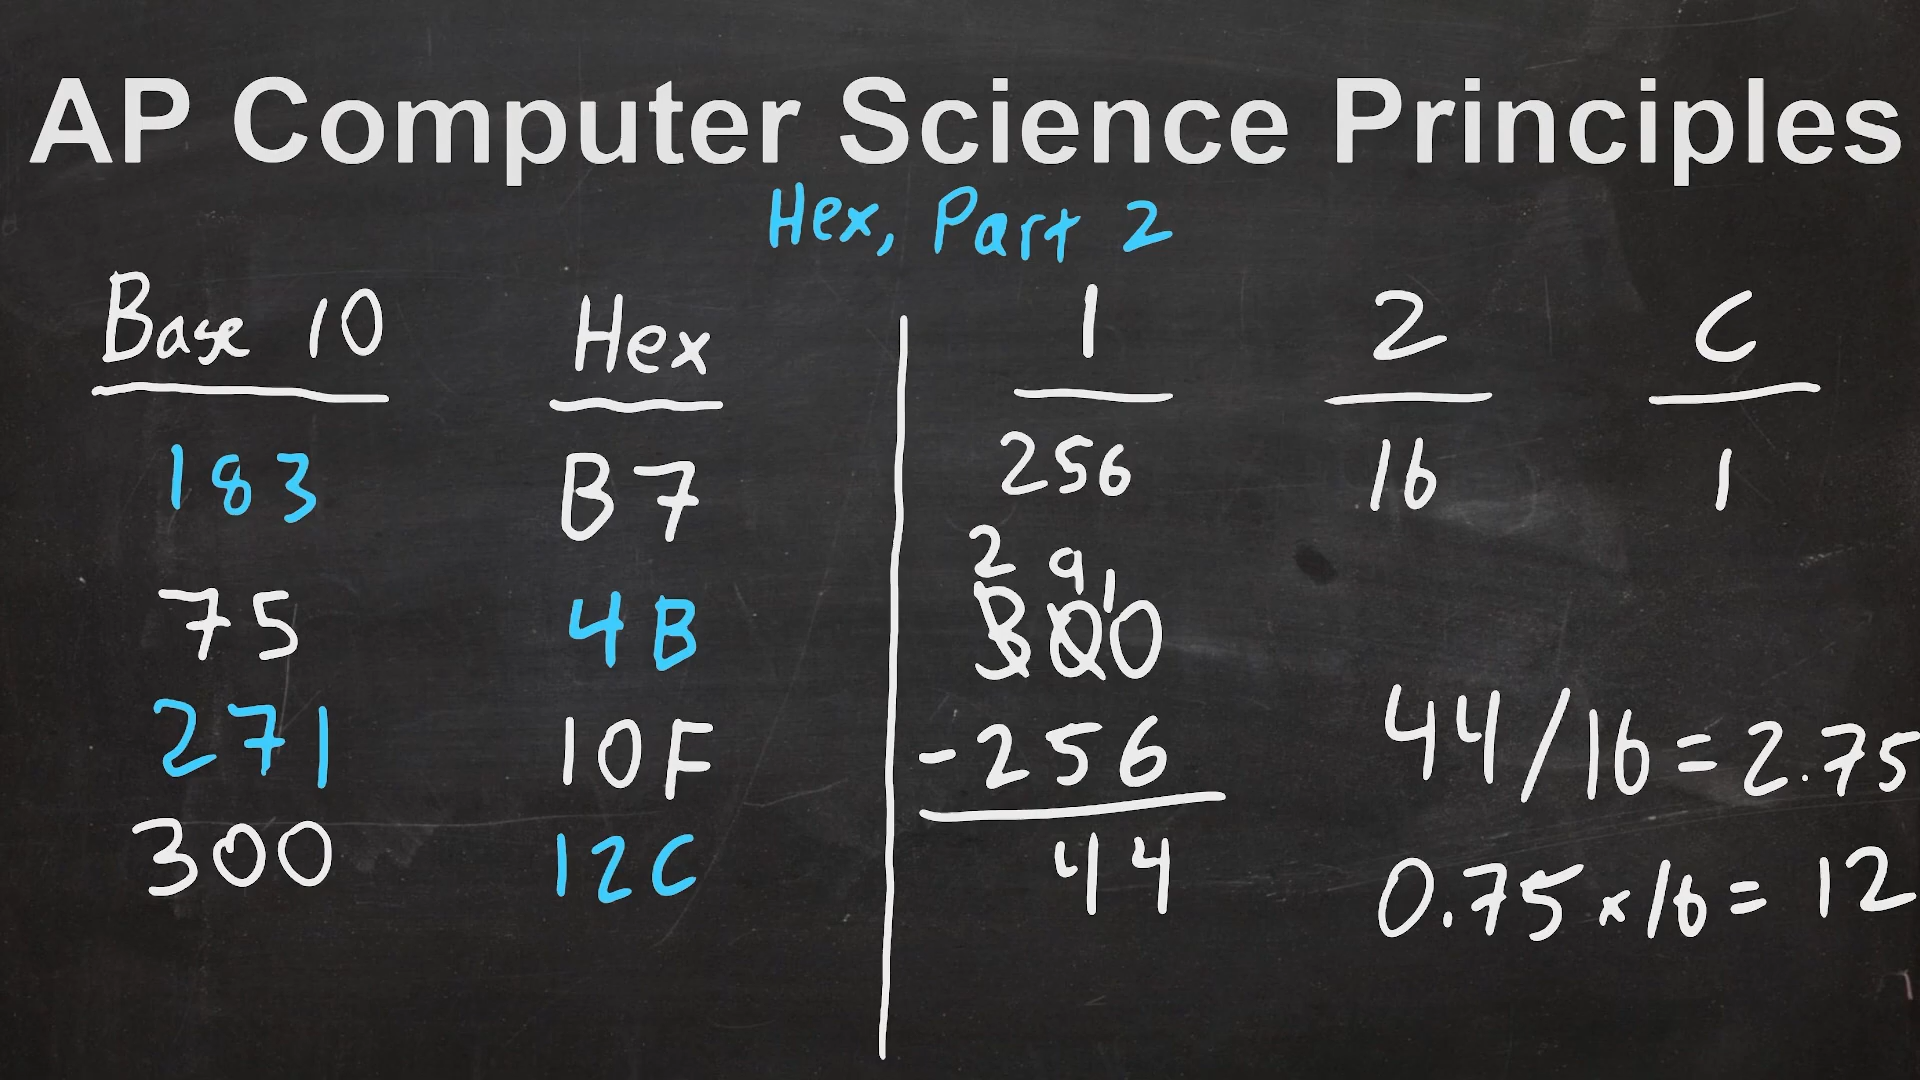 AP Computer Science Principles
Hex, Part 2
Base 10 Hex
183 B7
75 4B
271 10F
300 12C
1 2 C
256 16 1
2 9 1
300
-256
44
44/16=2.75
0.75×16=12